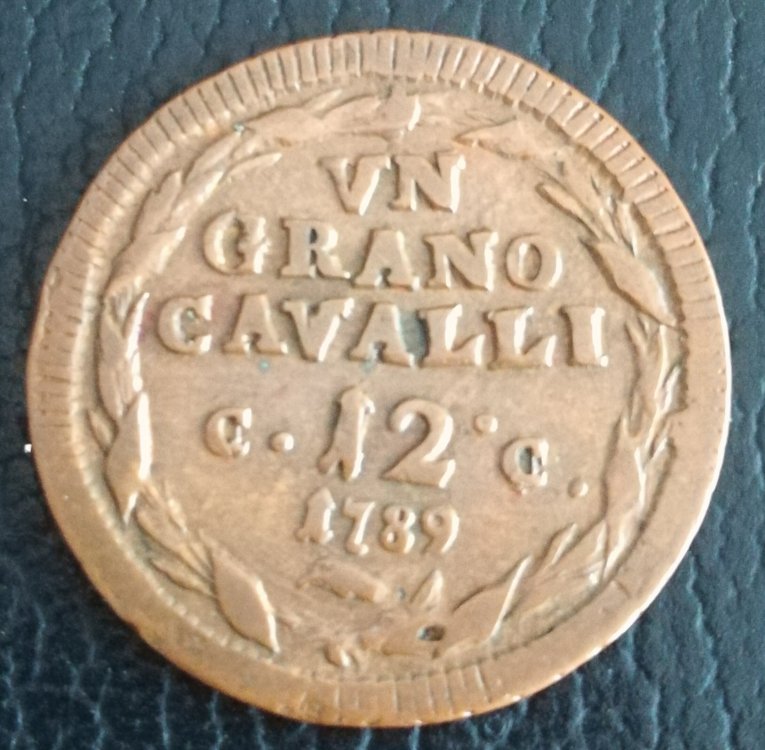 VN
GRANO
CAVALLI
C. 12. C.
1789